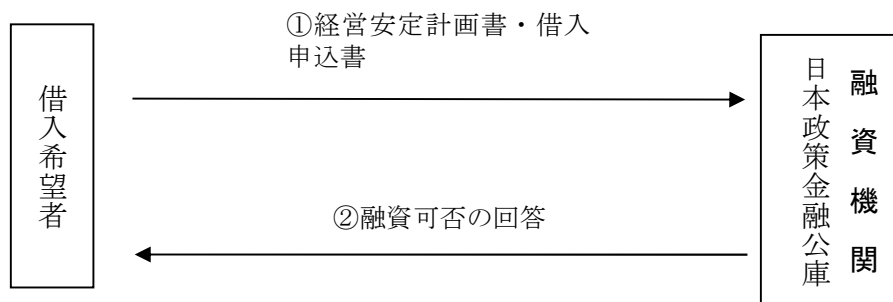 ①経営安定計画書・借入
申込書
借入希望者
融資機関
日本政策金融公庫
②融資可否の回答